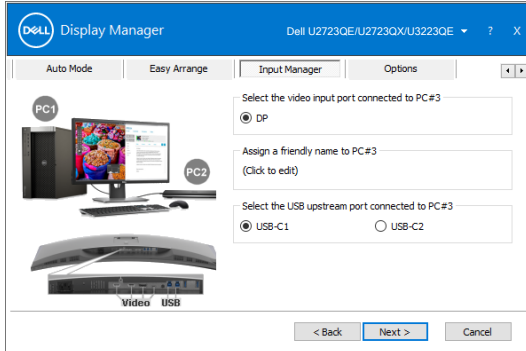 DELL Display Manager
Dell U2723QE/U2723QX/U3223QE ? X
Auto Mode Easy Arrange Input Manager Options
Select the video input port connected to PC#3
DP
Assign a friendly name to PC#3
(Click to edit)
Select the USB upstream port connected to PC#3
USB-C1 USB-C2
PC1
PC2
Video USB
< Back Next > Cancel